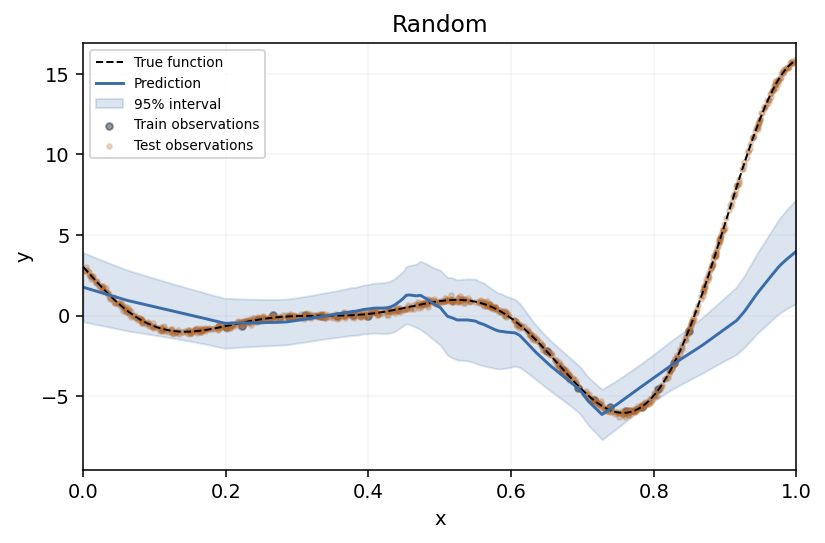 Random
True function
Prediction
95% interval
Train observations
Test observations
15
10
5
0
−5
y
0.0 0.2 0.4 0.6 0.8 1.0
x